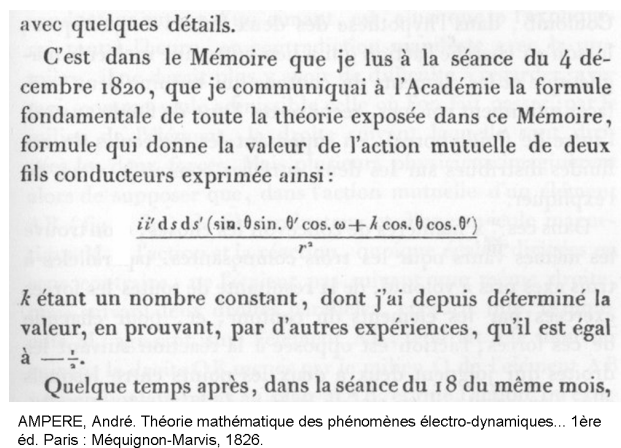 avec quelques détails.
C'est dans le Mémoire que je lus à la séance du 4 dé-
cembre 1820, que je communiquai à l'Académie la formule
fondamentale de toute la théorie exposée dans ce Mémoire,
formule qui donne la valeur de l'action mutuelle de deux
fils conducteurs exprimée ainsi:
ii' ds ds' (sin. θ sin. θ' cos. ω + k cos. θ cos. θ')
r²
k étant un nombre constant, dont j'ai depuis déterminé la
valeur, en prouvant, par d'autres expériences, qu'il est égal
à — ½.
Quelque temps après, dans la séance du 18 du même mois,
AMPERE, André. Théorie mathématique des phénomènes électro-dynamiques... 1ère
éd. Paris : Méquignon-Marvis, 1826.